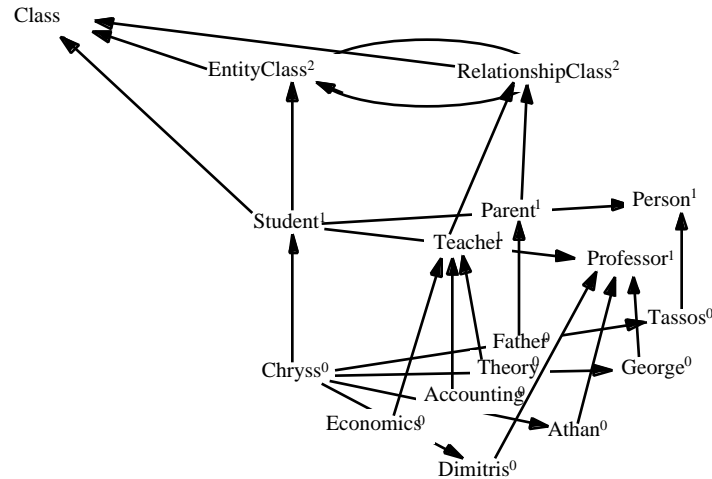 Class
EntityClass²
RelationshipClass²
Student¹
Parent¹
Person¹
Teacher¹
Professor¹
Tassos⁰
Father⁰
Chryss⁰
Theory⁰
George⁰
Accounting⁰
Economics⁰
Athan⁰
Dimitris⁰